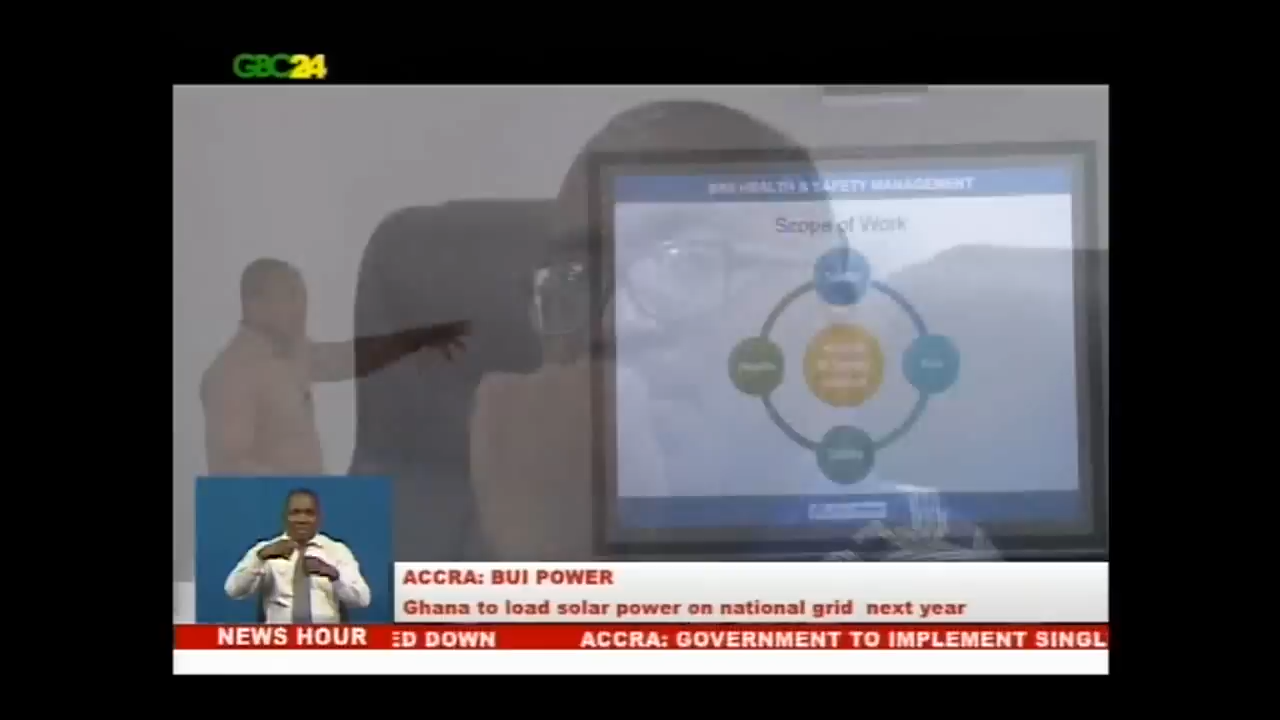 GBC24
HEALTH & SAFETY MANAGEMENT
Scope of Work
ACCRA: BUI POWER
Ghana to load solar power on national grid next year
NEWS HOUR
ED DOWN ACCRA: GOVERNMENT TO IMPLEMENT SINGL